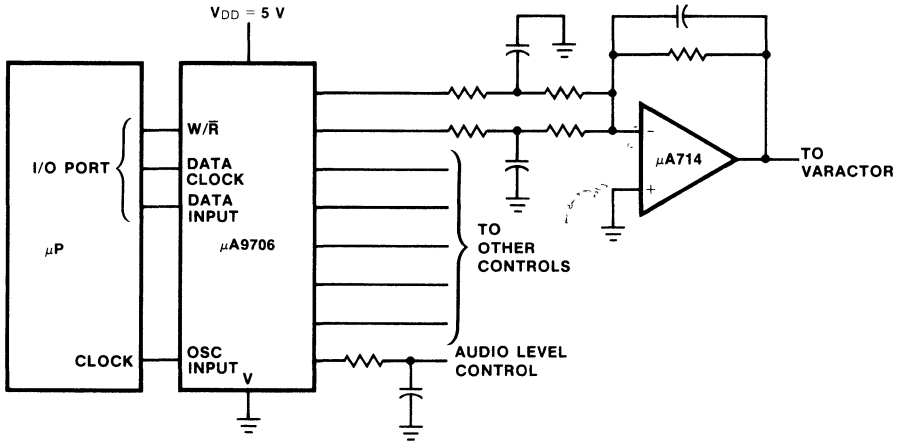 VDD = 5 V
I/O PORT
μP
CLOCK
W/R̅
DATA
CLOCK
DATA
INPUT
μA9706
OSC
INPUT
V
TO
OTHER
CONTROLS
AUDIO LEVEL
CONTROL
−
μA714
+
TO
VARACTOR